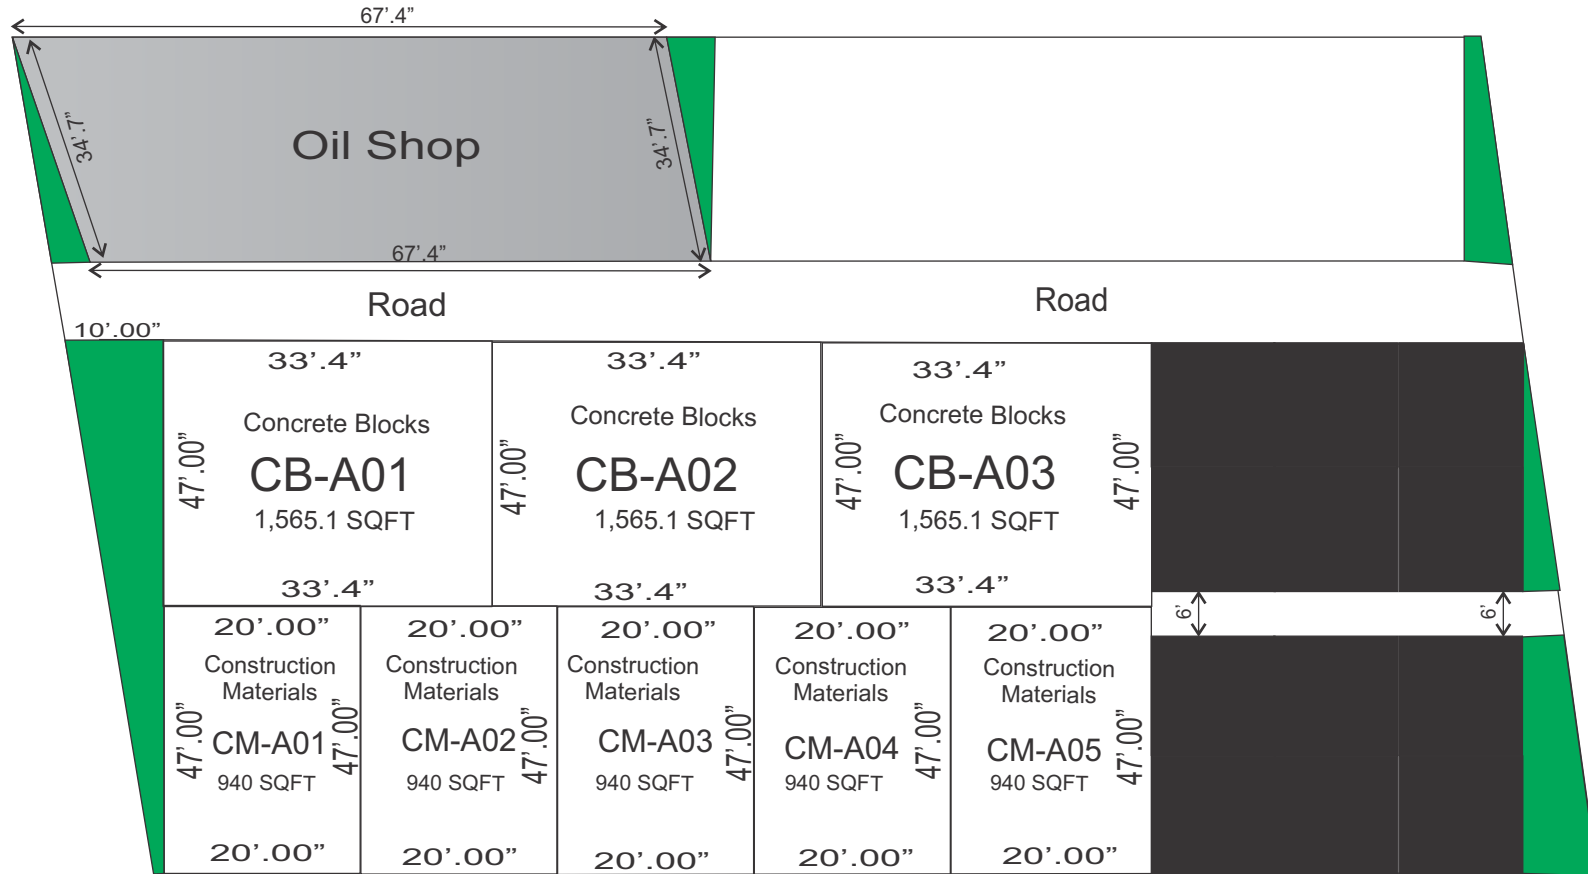 67’.4”
34’.7”
Oil Shop
34’.7”
67’.4”
Road
Road
10’.00”
33’.4”
33’.4”
33’.4”
Concrete Blocks
Concrete Blocks
Concrete Blocks
47’.00”
CB-A01
47’.00”
CB-A02
47’.00”
CB-A03
47’.00”
1,565.1 SQFT
1,565.1 SQFT
1,565.1 SQFT
33’.4”
33’.4”
33’.4”
6’
6’
20’.00”
20’.00”
20’.00”
20’.00”
20’.00”
Construction
Materials
Construction
Materials
Construction
Materials
Construction
Materials
Construction
Materials
47’.00”
CM-A01
47’.00”
CM-A02
47’.00”
CM-A03
47’.00”
CM-A04
47’.00”
CM-A05
47’.00”
940 SQFT
940 SQFT
940 SQFT
940 SQFT
940 SQFT
20’.00”
20’.00”
20’.00”
20’.00”
20’.00”